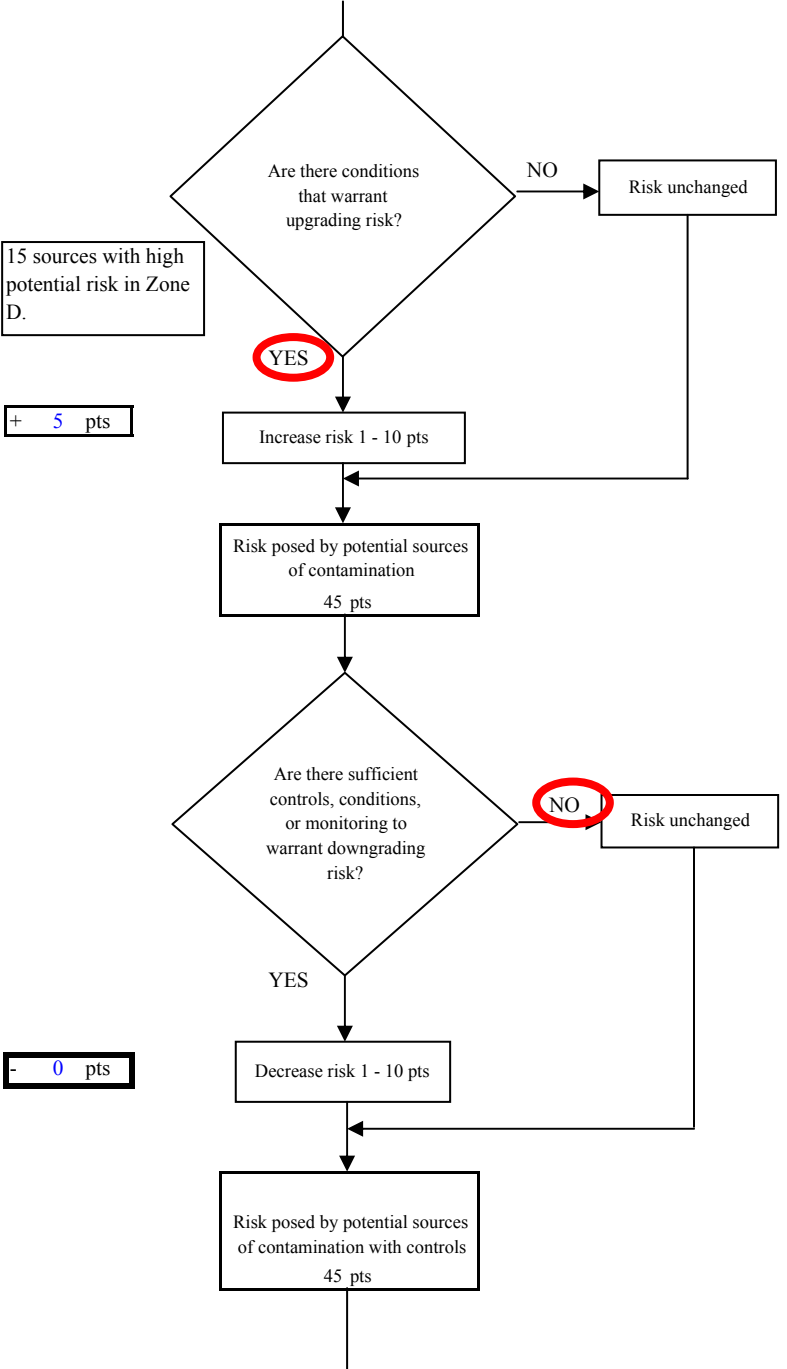 Are there conditions
that warrant
upgrading risk?
NO
Risk unchanged
15 sources with high
potential risk in Zone
D.
YES
+ 5 pts
Increase risk 1 - 10 pts
Risk posed by potential sources
of contamination
45 pts
Are there sufficient
controls, conditions,
or monitoring to
warrant downgrading
risk?
NO
Risk unchanged
YES
- 0 pts
Decrease risk 1 - 10 pts
Risk posed by potential sources
of contamination with controls
45 pts